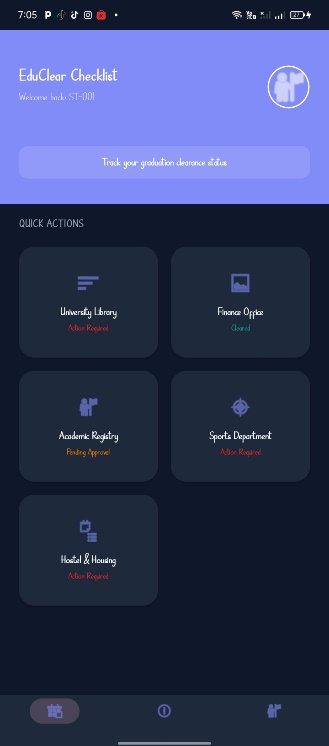 7:05
EduClear Checklist
Welcome back: ST-001
Track your graduation clearance status
QUICK ACTIONS
University Library
Action Required
Finance Office
Cleared
Academic Registry
Pending Approval
Sports Department
Action Required
Hostel & Housing
Action Required